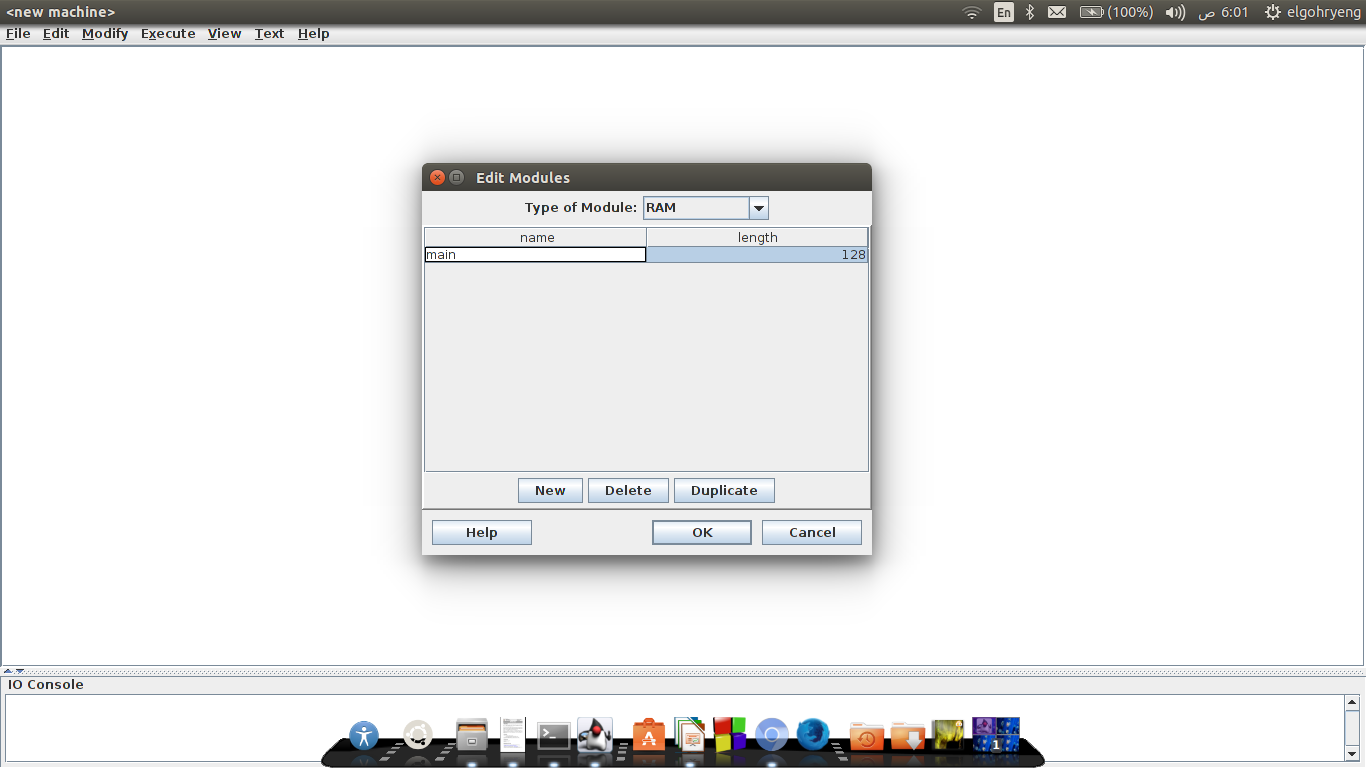 <new machine>
En (100%) ص 6:01 elgohryeng
File Edit Modify Execute View Text Help
Edit Modules
Type of Module: RAM
name length
main 128
New Delete Duplicate
Help OK Cancel
IO Console
1